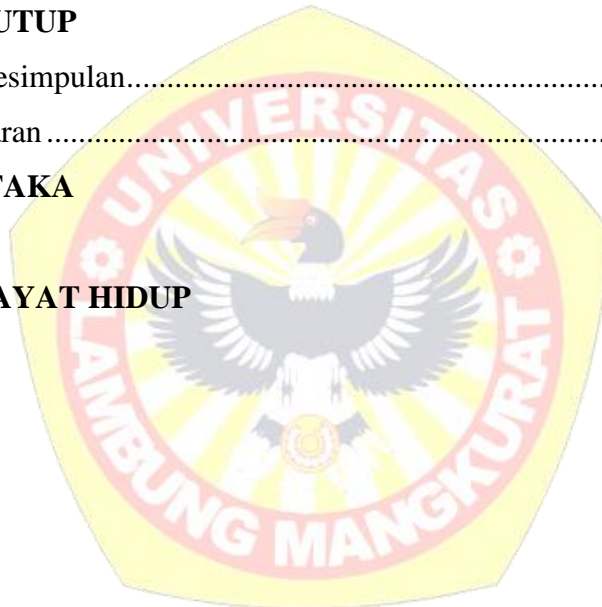 UTUP
esimpulan............................................................................
ran............................................................................
TAKA
AYAT HIDUP
UNIVERSITAS
LAMBUNG MANGKURAT